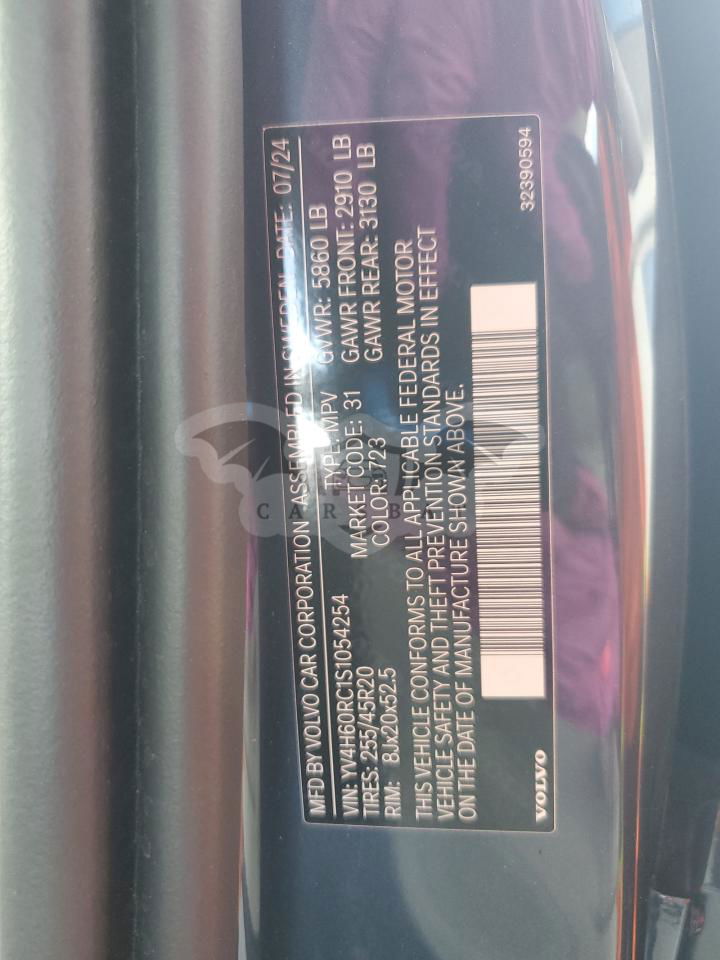 MFD BY VOLVO CAR CORPORATION ASSEMBLED IN SWEDEN DATE: 07/24
VIN: YV4H60RC1S1054254 TYPE: MPV GVWR: 5860 LB
TIRES: 255/45R20 MARKET CODE: 31 GAWR FRONT: 2910 LB
RIM: 8Jx20x52.5 COLOR: 723 GAWR REAR: 3130 LB
THIS VEHICLE CONFORMS TO ALL APPLICABLE FEDERAL MOTOR
VEHICLE SAFETY AND THEFT PREVENTION STANDARDS IN EFFECT
ON THE DATE OF MANUFACTURE SHOWN ABOVE.
VOLVO 32390594